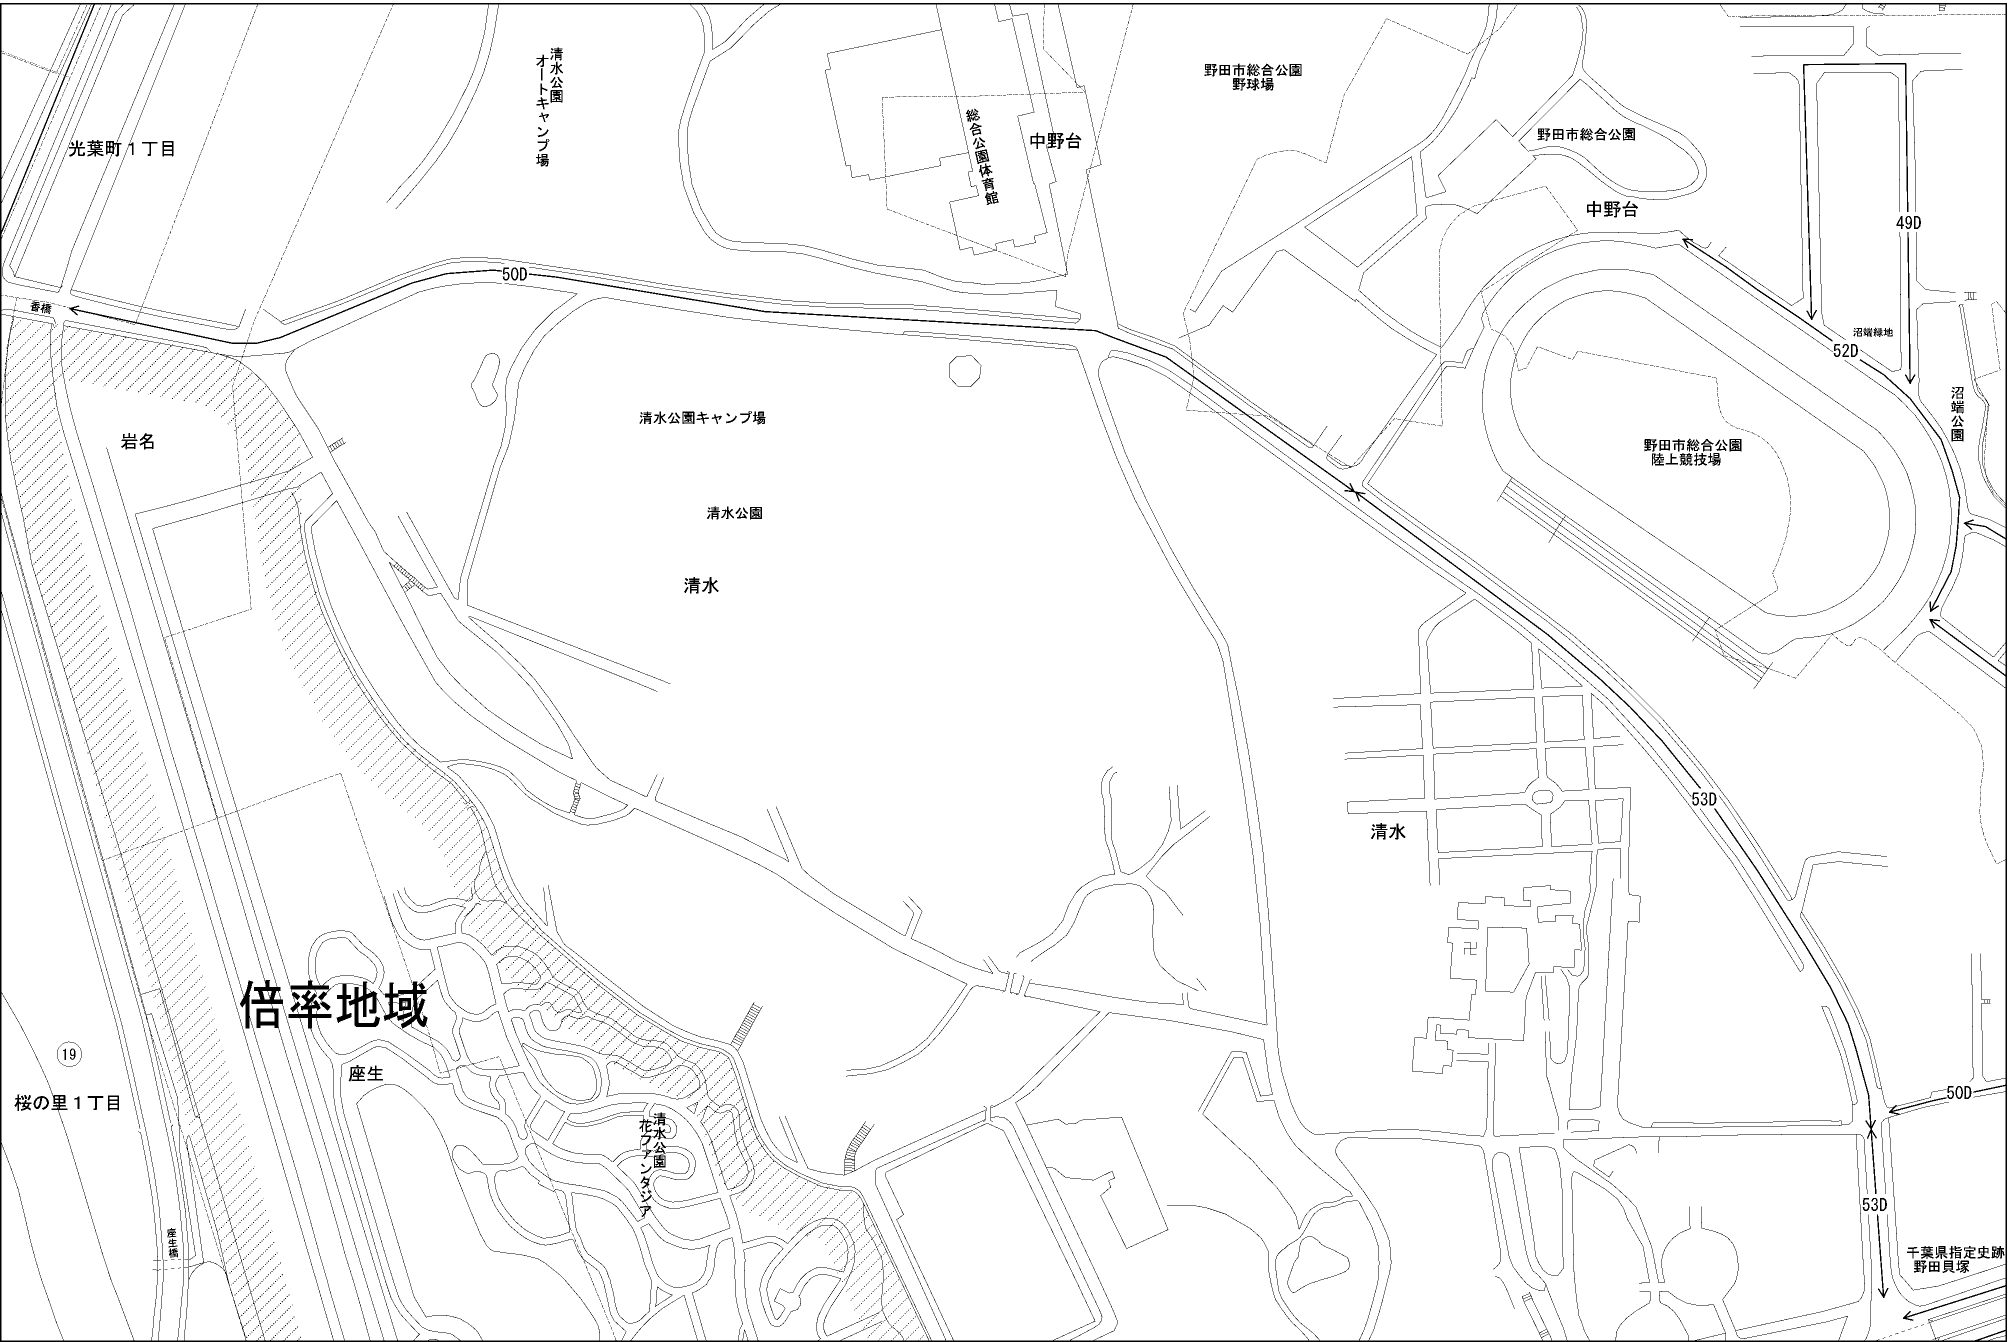 清水公園
オートキャンプ場
野田市総合公園
野球場
光葉町１丁目
総合公園体育館
中野台
野田市総合公園
中野台
49D
50D
香橋
沼端緑地
52D
沼端公園
清水公園キャンプ場
岩名
野田市総合公園
陸上競技場
清水公園
清水
53D
清水
倍率地域
19
座生
桜の里１丁目
50D
清水公園
花ファンタジア
53D
座生橋
千葉県指定史跡
野田貝塚